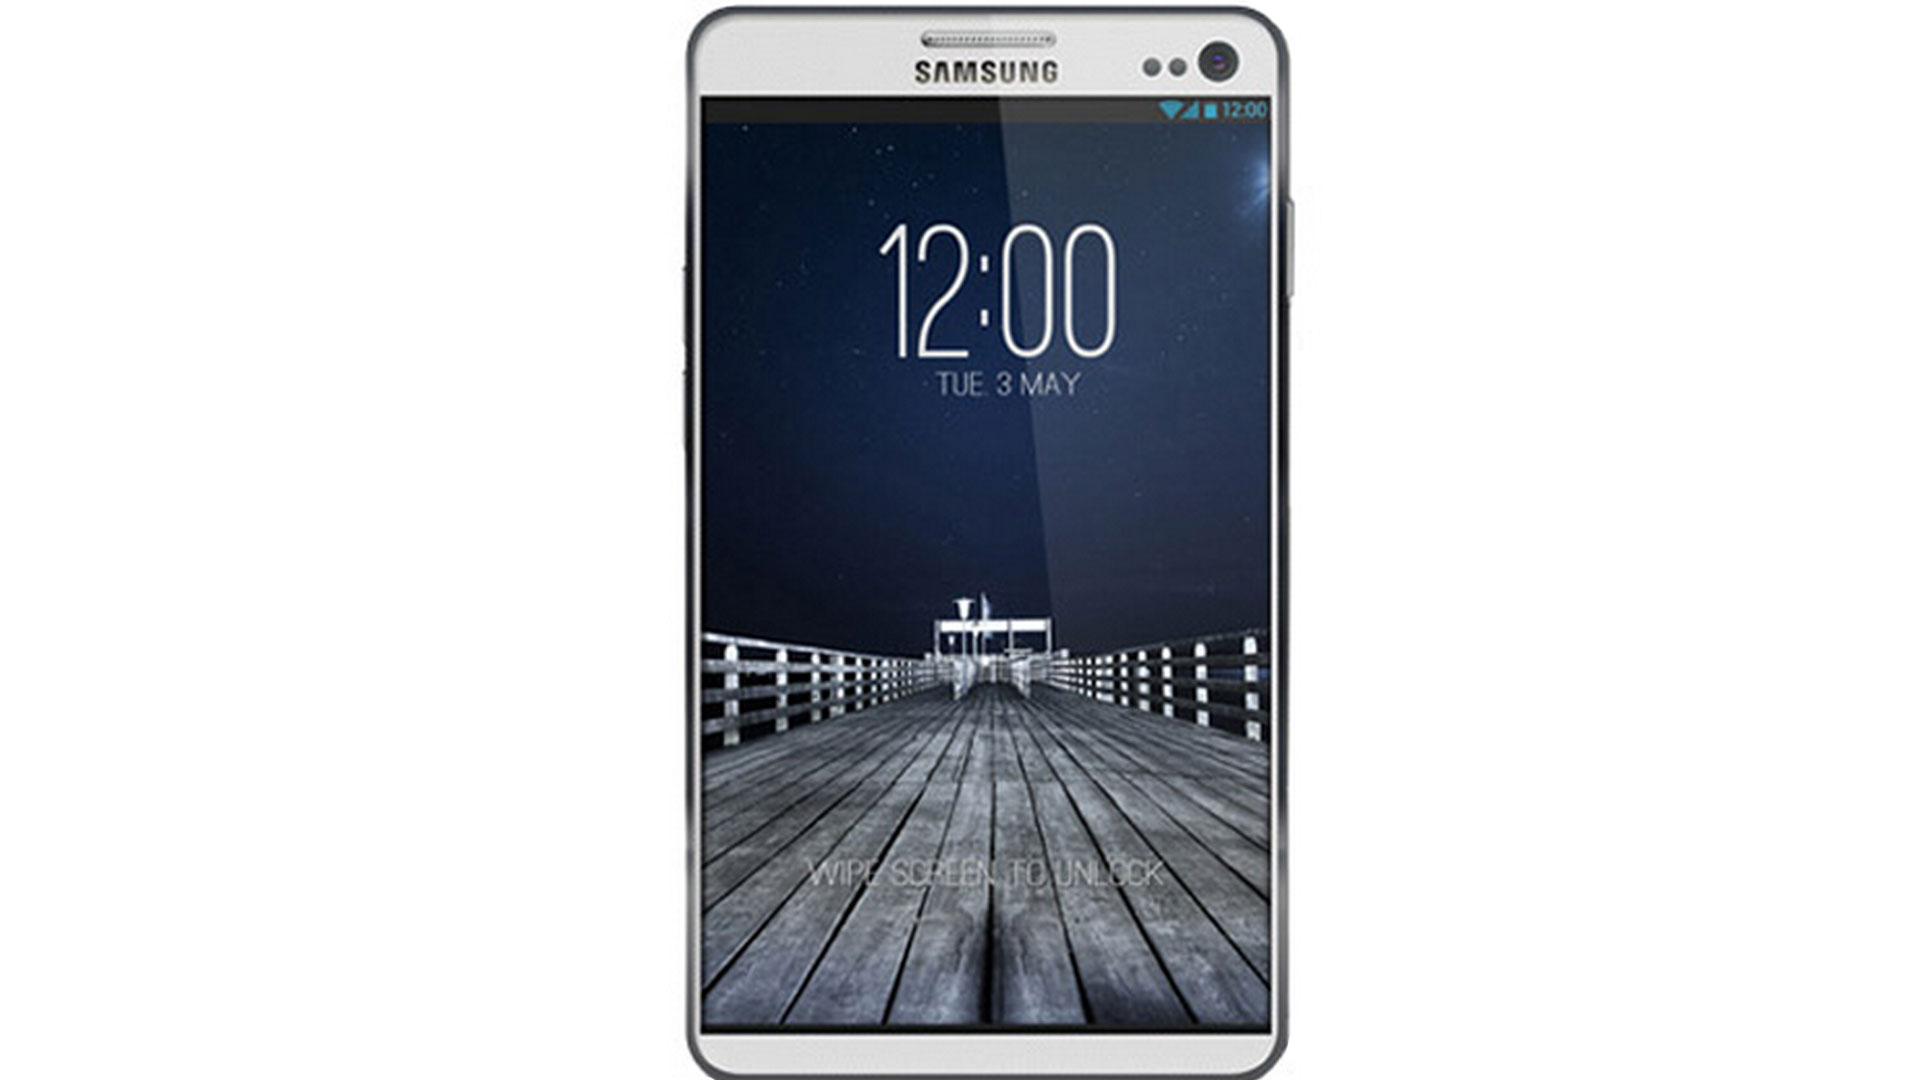 SAMSUNG
12:00
12:00
TUE. 3 MAY
WIPE SCREEN TO UNLOCK